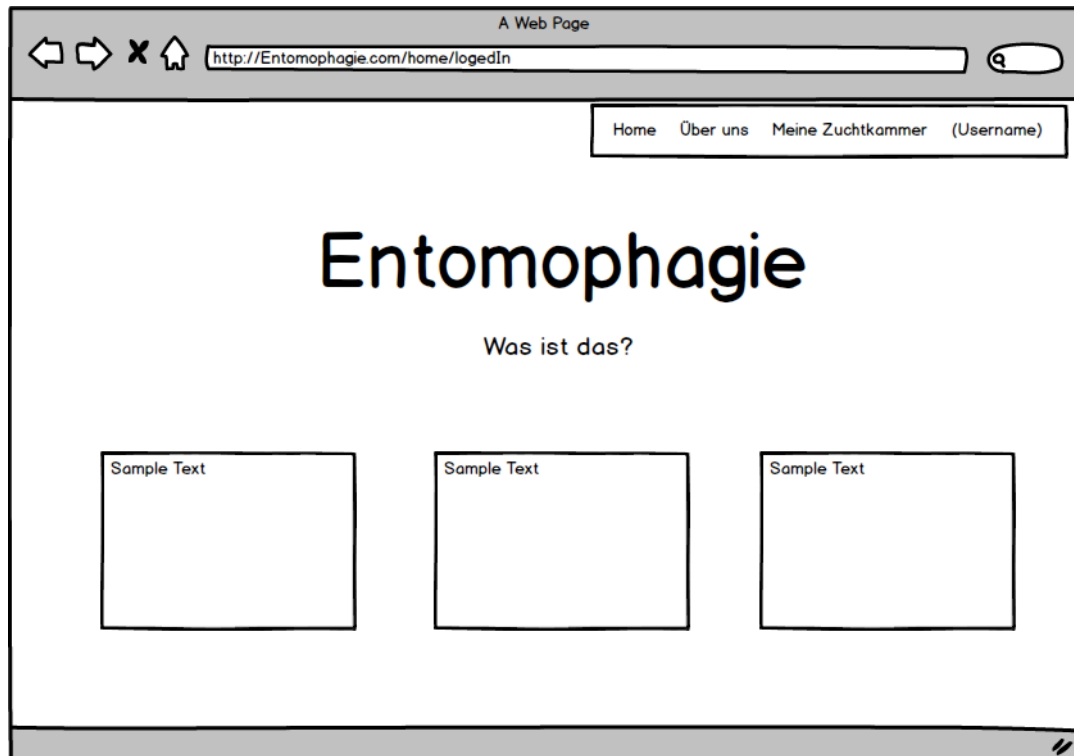 A Web Page
http://Entomophagie.com/home/logedIn
Home Über uns Meine Zuchtkammer (Username)
Entomophagie
Was ist das?
Sample Text Sample Text Sample Text